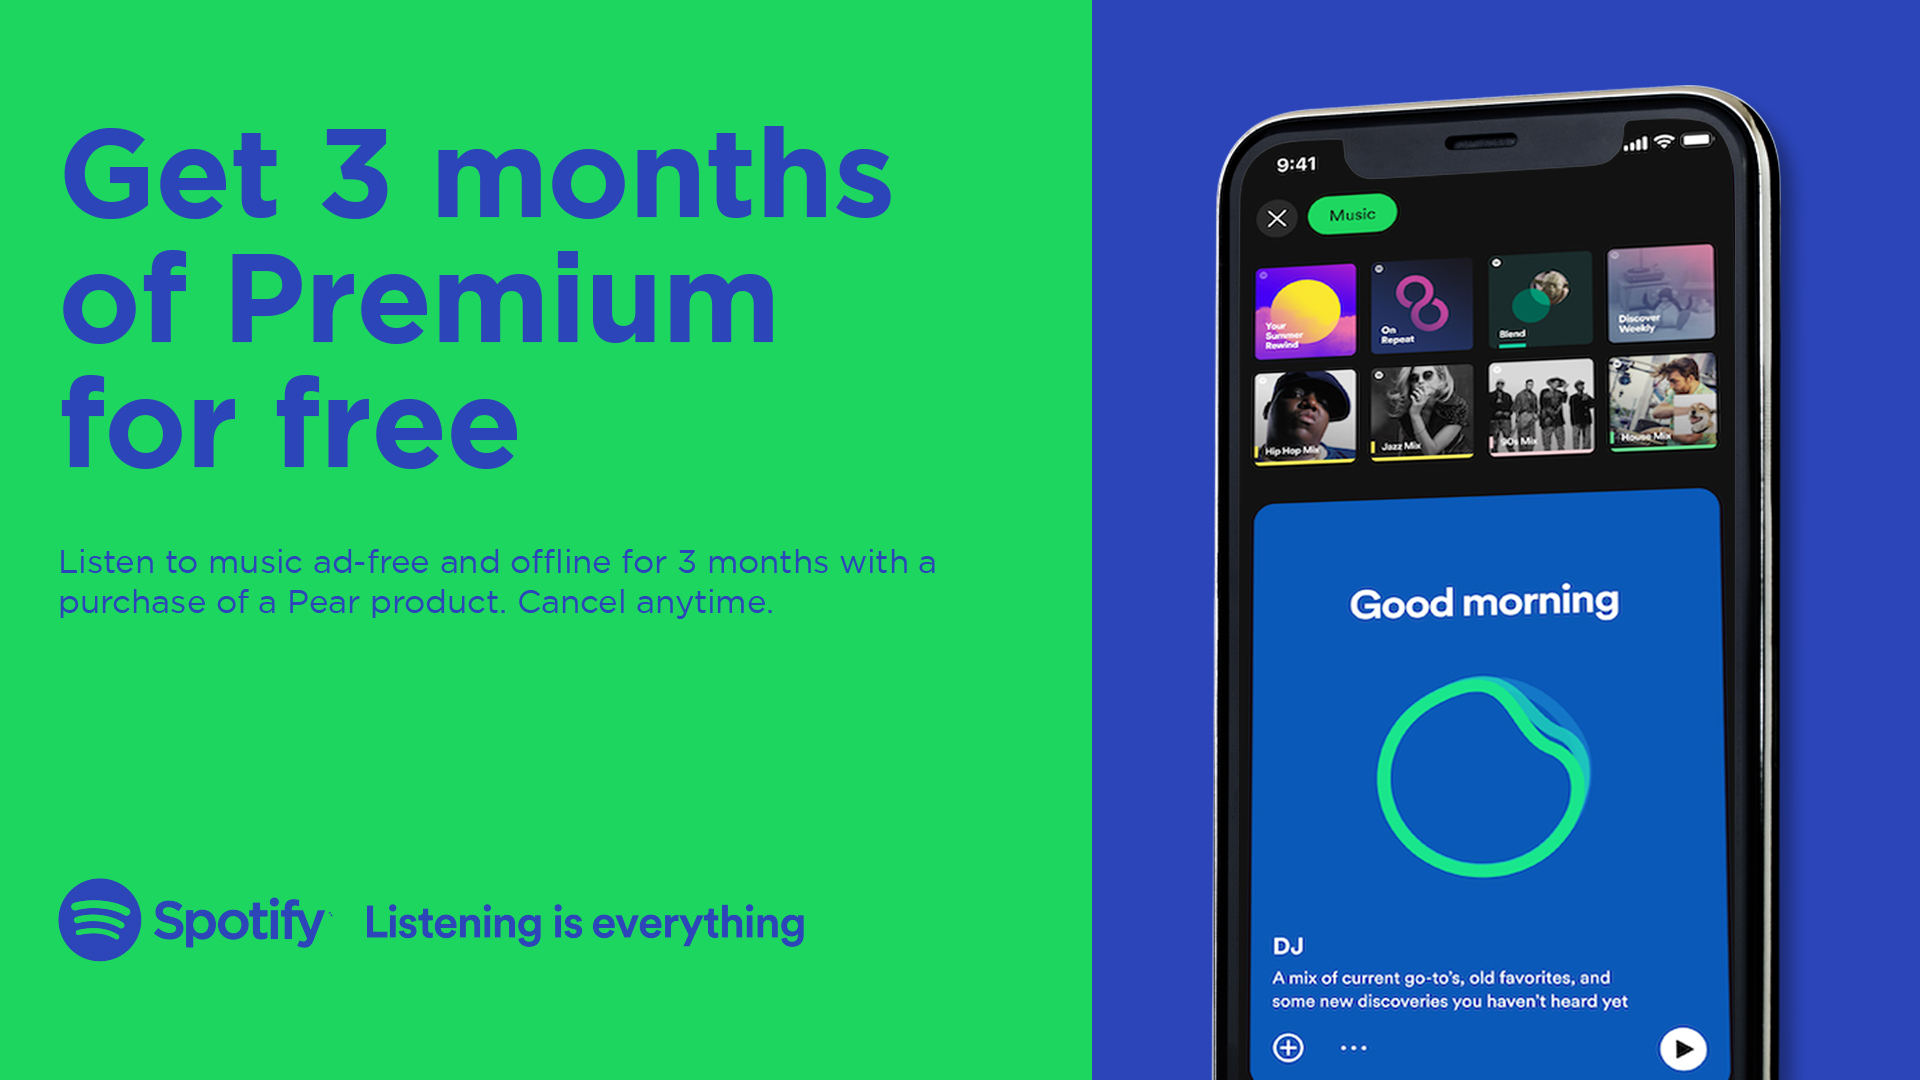 Get 3 months
of Premium
for free
Listen to music ad-free and offline for 3 months with a
purchase of a Pear product. Cancel anytime.
Spotify
Listening is everything
9:41
Music
Your
Summer
Rewind
On
Repeat
Blend
Discover
Weekly
Hip Hop Mix
Jazz Mix
90s Mix
House Mix
Good morning
DJ
A mix of current go-to's, old favorites, and
some new discoveries you haven't heard yet